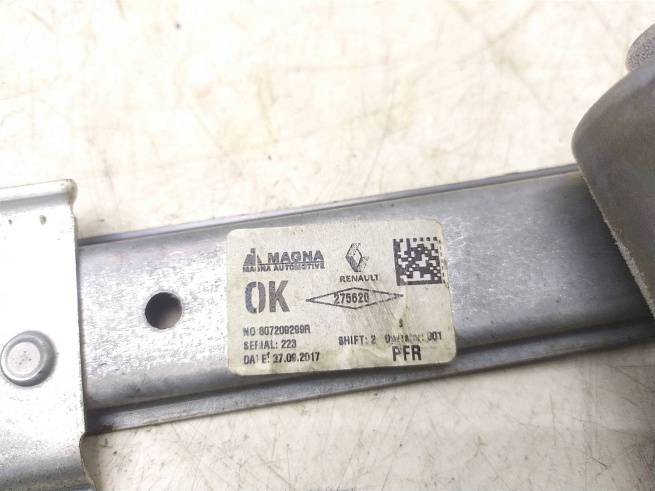 MAGNA
MAGNA AUTOMOTIVE
RENAULT
OK
275620
NO:807209299R
SERIAL: 223
SHIFT: 2
DATE: 27.09.2017
PFR